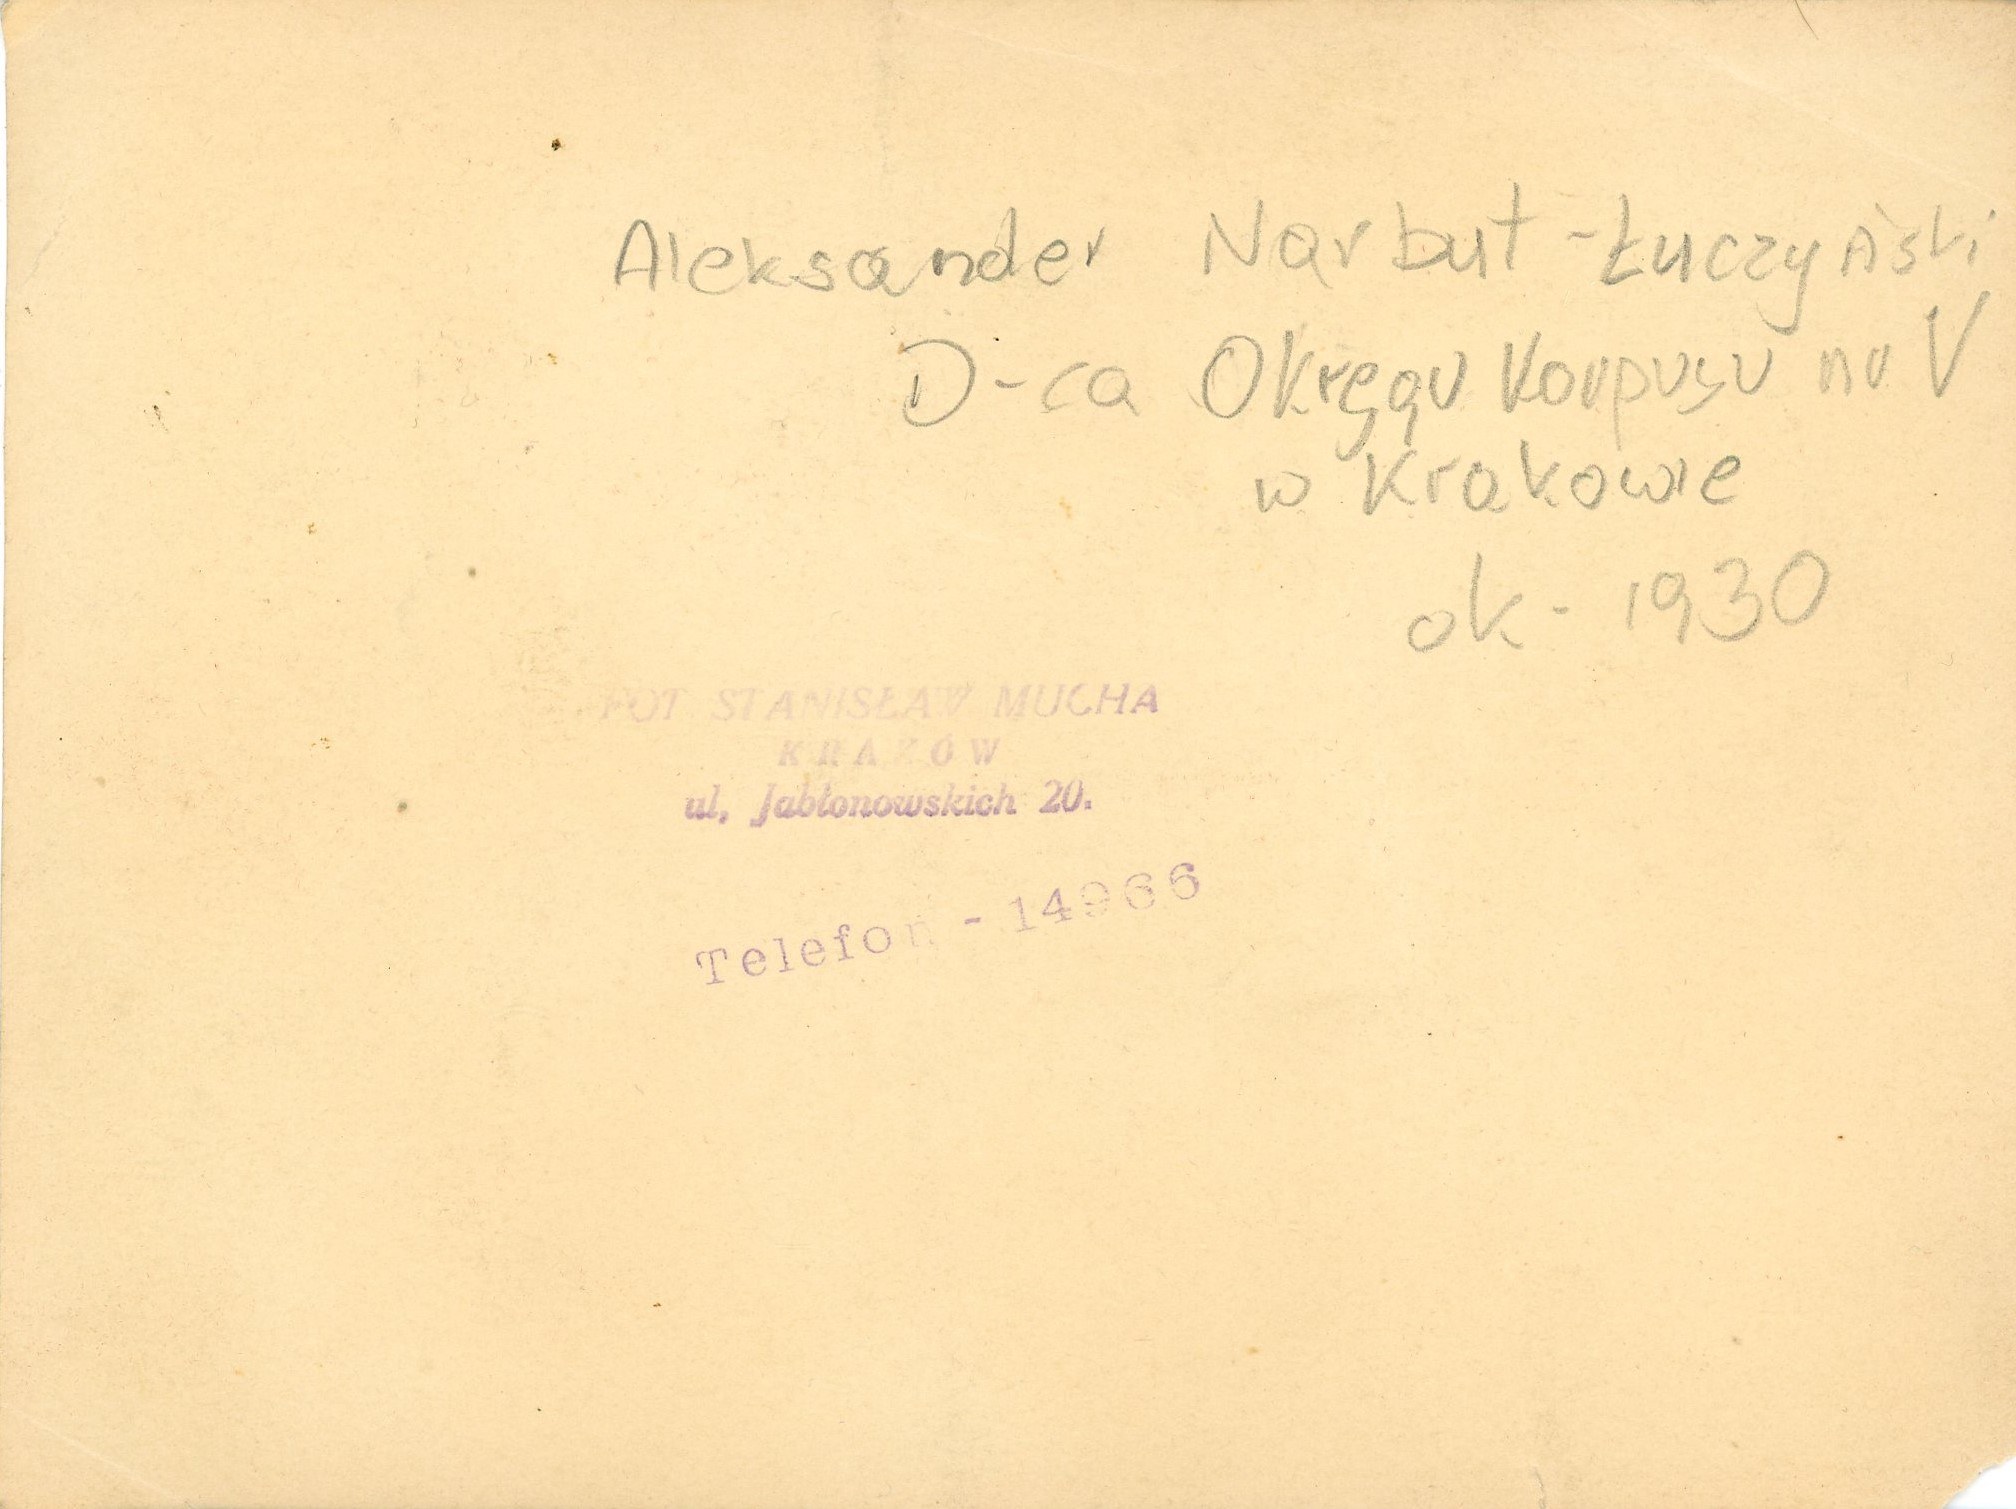 Aleksander Narbut-Łuczyński
D-ca Okręgu Korpusu nr V
w Krakowie
ok - 1930
FOT STANISŁAW MUCHA
KRAKÓW
ul. Jabłonowskich 20.
Telefon - 14966